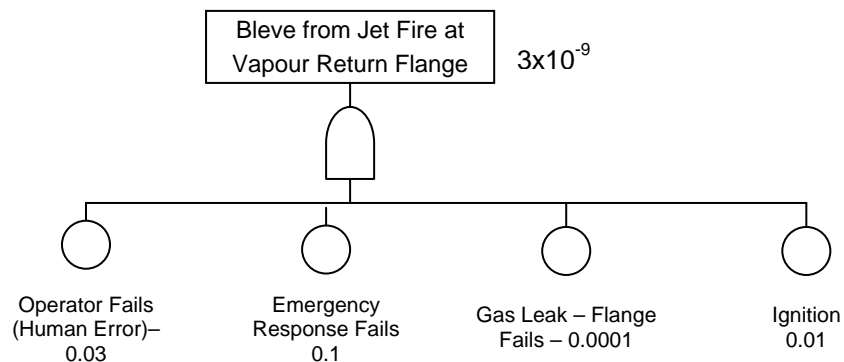 Bleve from Jet Fire at
Vapour Return Flange
3x10⁻⁹
Operator Fails
(Human Error)–
0.03
Emergency
Response Fails
0.1
Gas Leak – Flange
Fails – 0.0001
Ignition
0.01